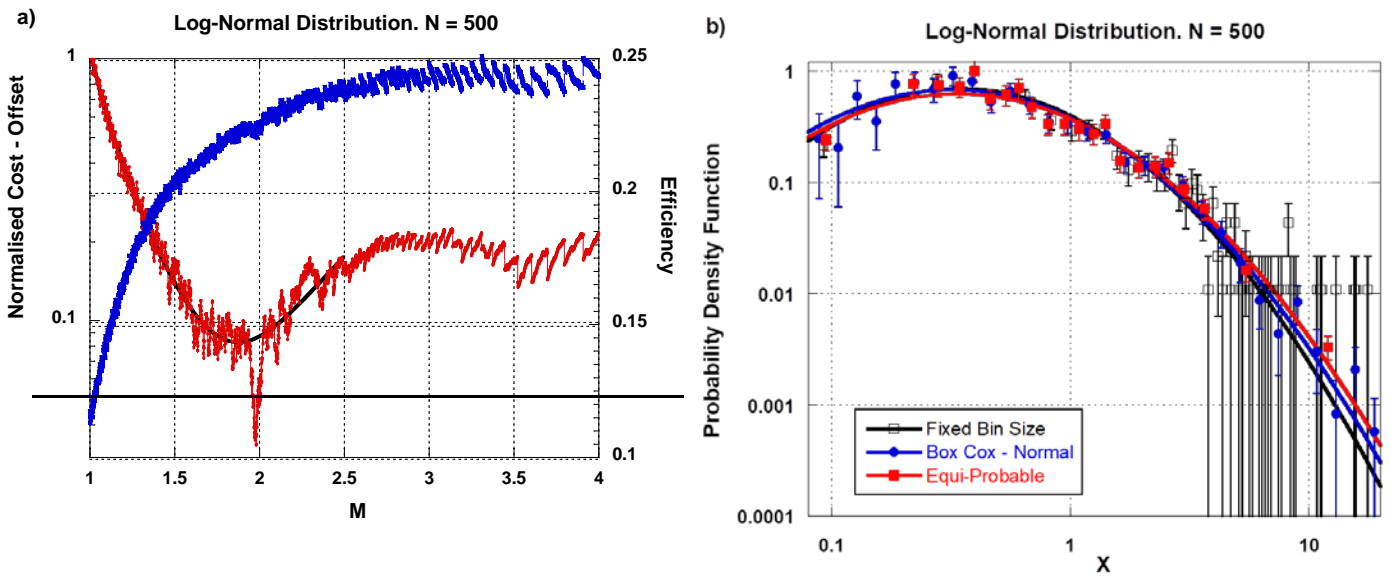 a)
Log-Normal Distribution. N = 500
Normalised Cost - Offset
1
0.1
0.25
0.2
0.15
0.1
Efficiency
1
1.5
2
2.5
3
3.5
4
M
b)
Log-Normal Distribution. N = 500
Probability Density Function
1
0.1
0.01
0.001
0.0001
Fixed Bin Size
Box Cox - Normal
Equi-Probable
0.1
1
10
X